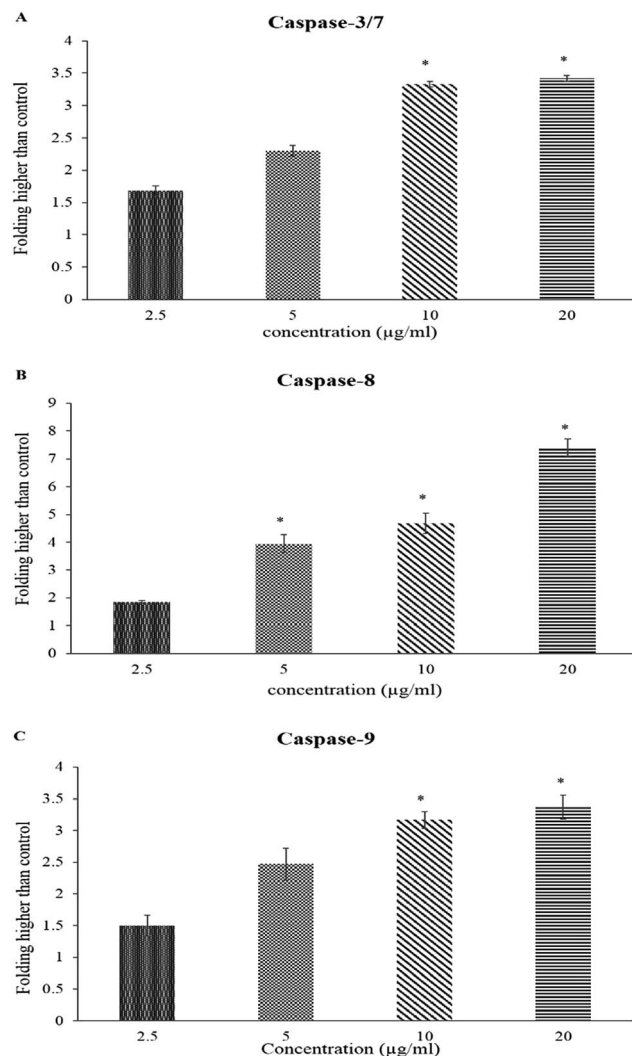 A
Caspase-3/7
Folding higher than control
4
3.5
3
2.5
2
1.5
1
0.5
0
*
*
2.5 5 10 20
concentration (µg/ml)
B
Caspase-8
Folding higher than control
9
8
7
6
5
4
3
2
1
0
*
*
*
2.5 5 10 20
concentration (µg/ml)
C
Caspase-9
Folding higher than control
4
3.5
3
2.5
2
1.5
1
0.5
0
*
*
2.5 5 10 20
Concentration (µg/ml)